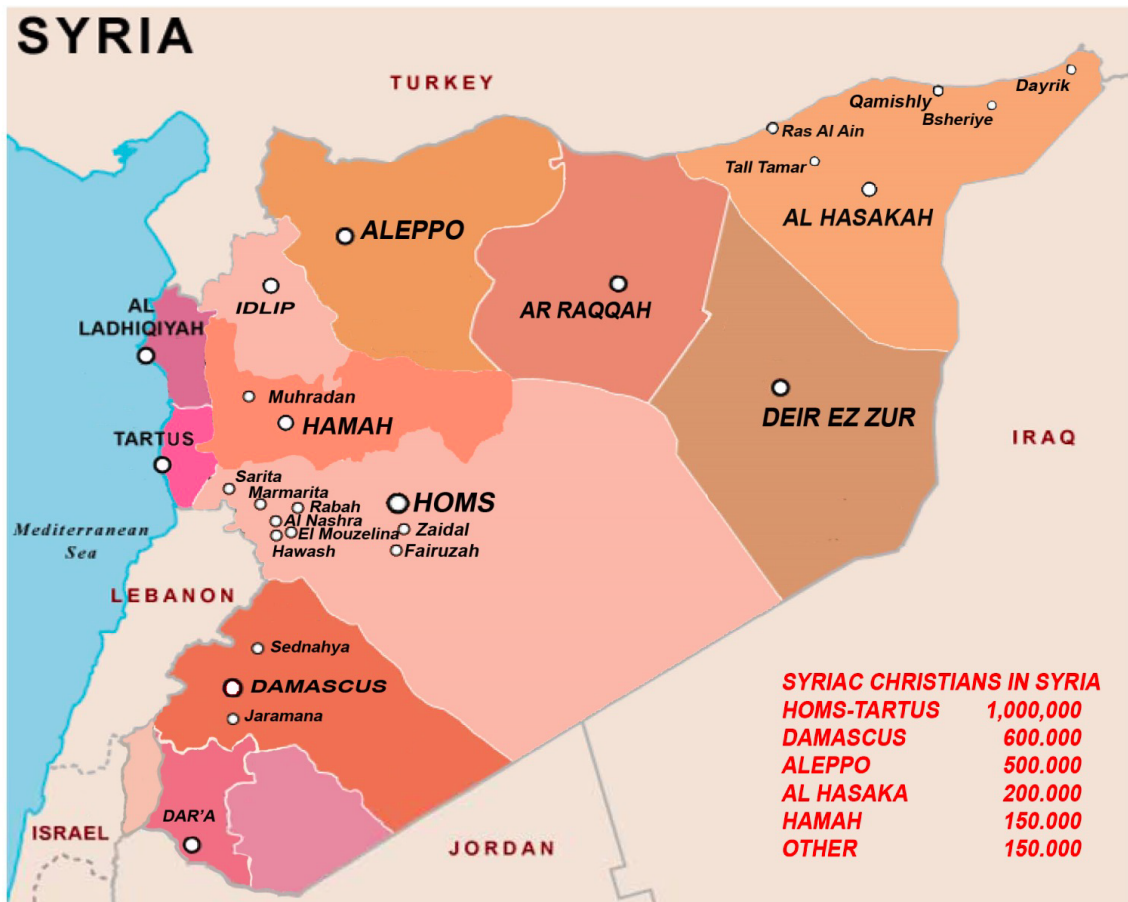 SYRIA
TURKEY
Dayrik
Qamishly
Bsheriye
Ras Al Ain
Tall Tamar
AL HASAKAH
ALEPPO
IDLIP
AR RAQQAH
AL
LADHIQIYAH
DEIR EZ ZUR
Muhradan
HAMAH
TARTUS
IRAQ
Sarita
Marmarita
Rabah
HOMS
Al Nashra
Zaidal
El Mouzelina
Hawash
Fairuzah
Mediterranean
Sea
LEBANON
Sednahya
DAMASCUS
Jaramana
DAR'A
ISRAEL
JORDAN
SYRIAC CHRISTIANS IN SYRIA
HOMS-TARTUS 1,000,000
DAMASCUS 600.000
ALEPPO 500.000
AL HASAKA 200.000
HAMAH 150.000
OTHER 150.000